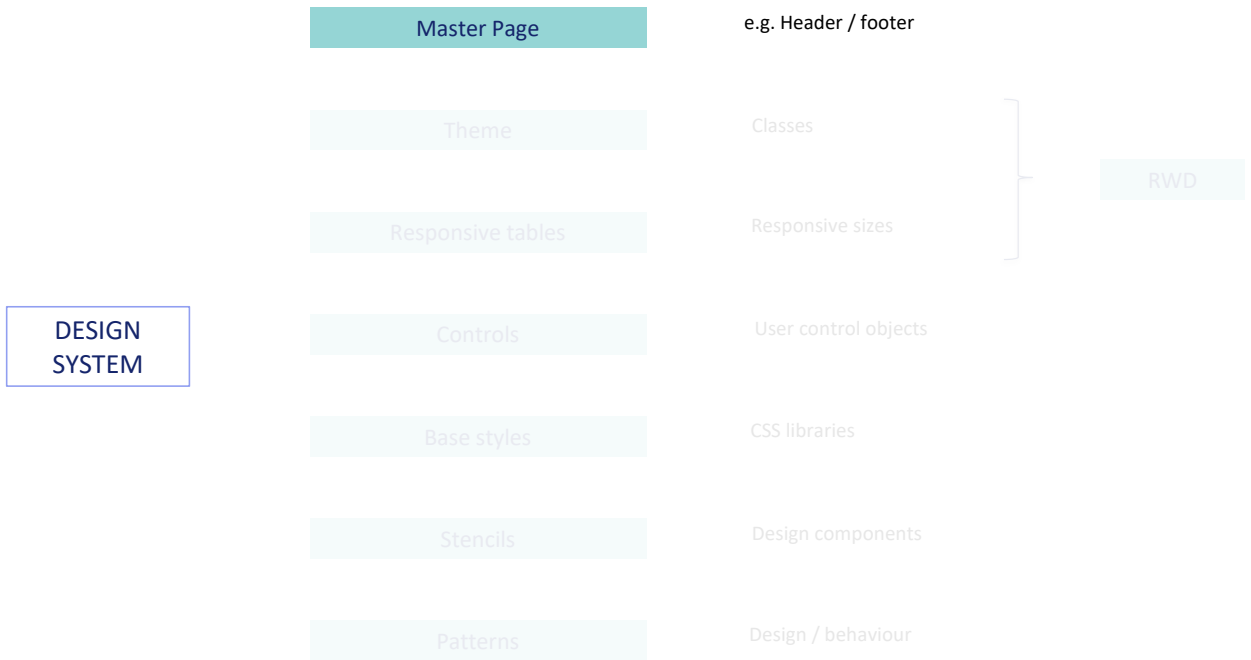 Master Page
e.g. Header / footer
Theme
Classes
RWD
Responsive tables
Responsive sizes
DESIGN
SYSTEM
Controls
User control objects
Base styles
CSS libraries
Stencils
Design components
Patterns
Design / behaviour